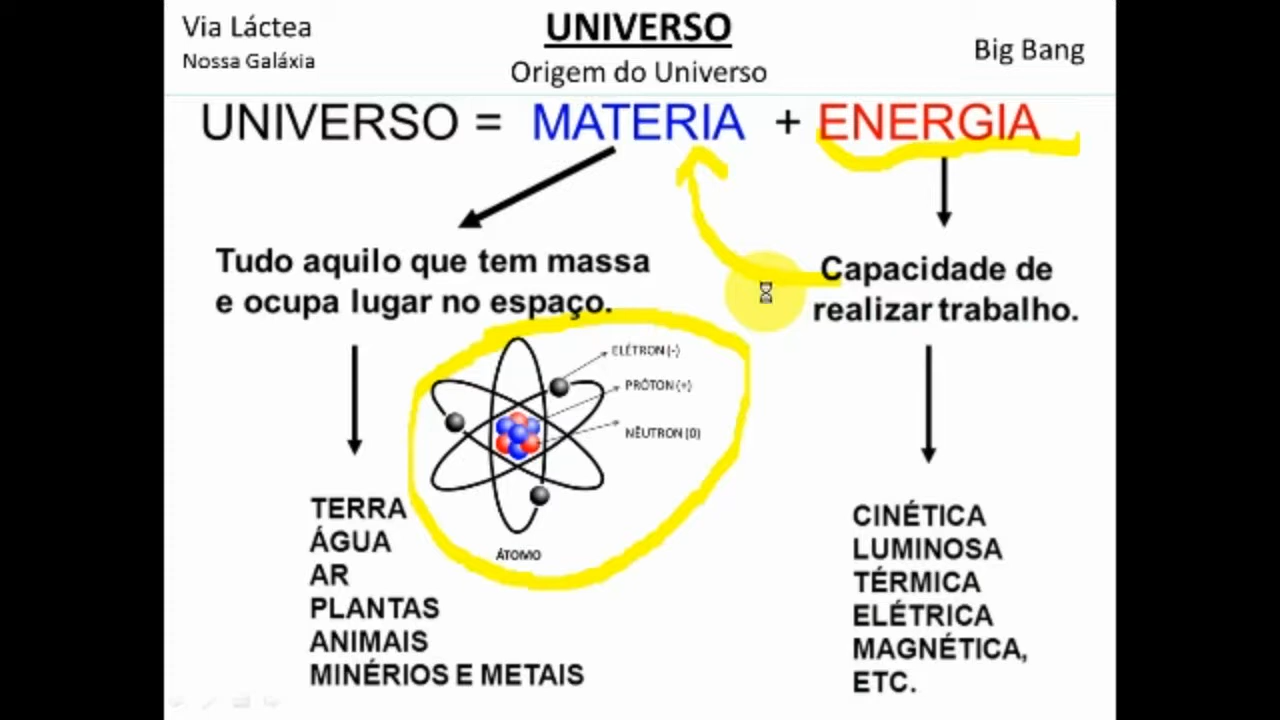 Via Láctea
Nossa Galáxia
UNIVERSO
Origem do Universo
Big Bang
UNIVERSO = MATERIA + ENERGIA
Tudo aquilo que tem massa
e ocupa lugar no espaço.
Capacidade de
realizar trabalho.
ELÉTRON (-)
PRÓTON (+)
NÊUTRON (0)
ÁTOMO
TERRA
ÁGUA
AR
PLANTAS
ANIMAIS
MINÉRIOS E METAIS
CINÉTICA
LUMINOSA
TÉRMICA
ELÉTRICA
MAGNÉTICA,
ETC.